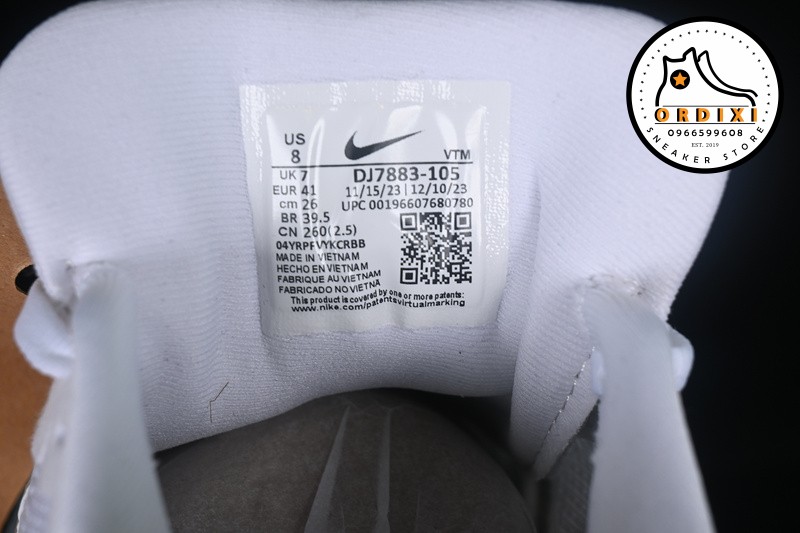 US
8
VTM
UK 7
DJ7883-105
EUR 41
11/15/23 | 12/10/23
cm 26
UPC 00196607680780
BR 39.5
CN 260(2.5)
04YRPFVYKCRBB
MADE IN VIETNAM
HECHO EN VIETNAM
FABRIQUE AU VIETNAM
FABRICADO NO VIETNA
This product is covered by one or more patents:
www.nike.com/patentsvirtualmarking
ORDIXI
0966599608
EST. 2019
SNEAKER STORE